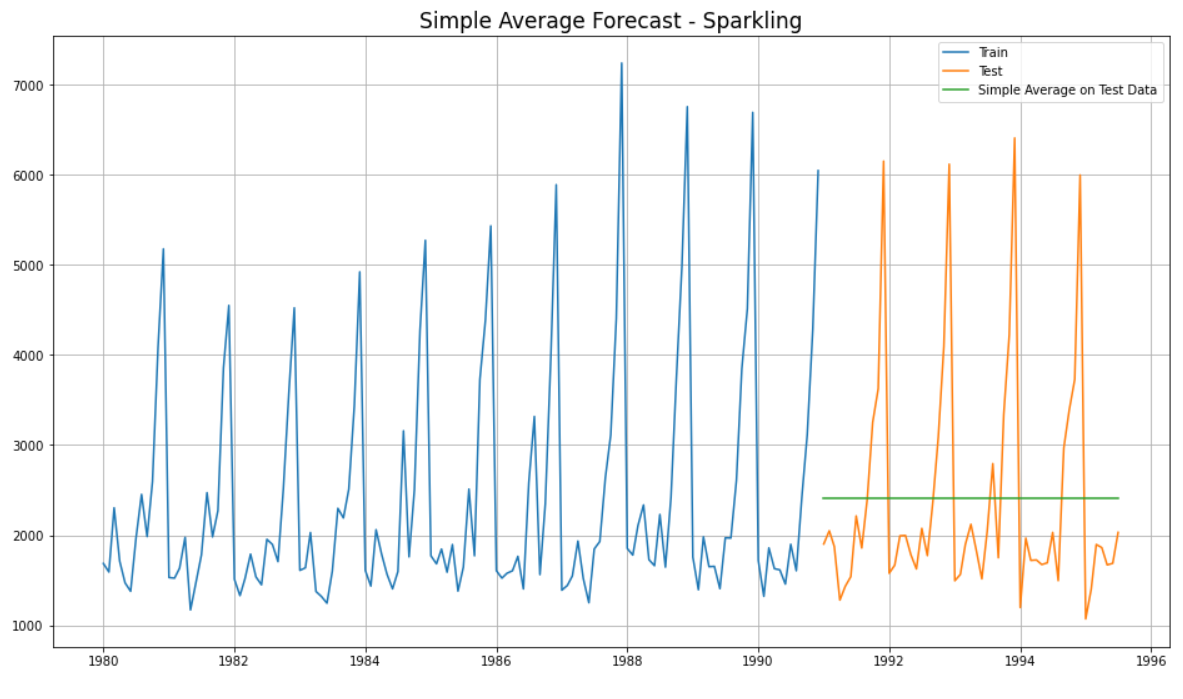 Simple Average Forecast - Sparkling
Train
Test
Simple Average on Test Data
7000
6000
5000
4000
3000
2000
1000
1980 1982 1984 1986 1988 1990 1992 1994 1996